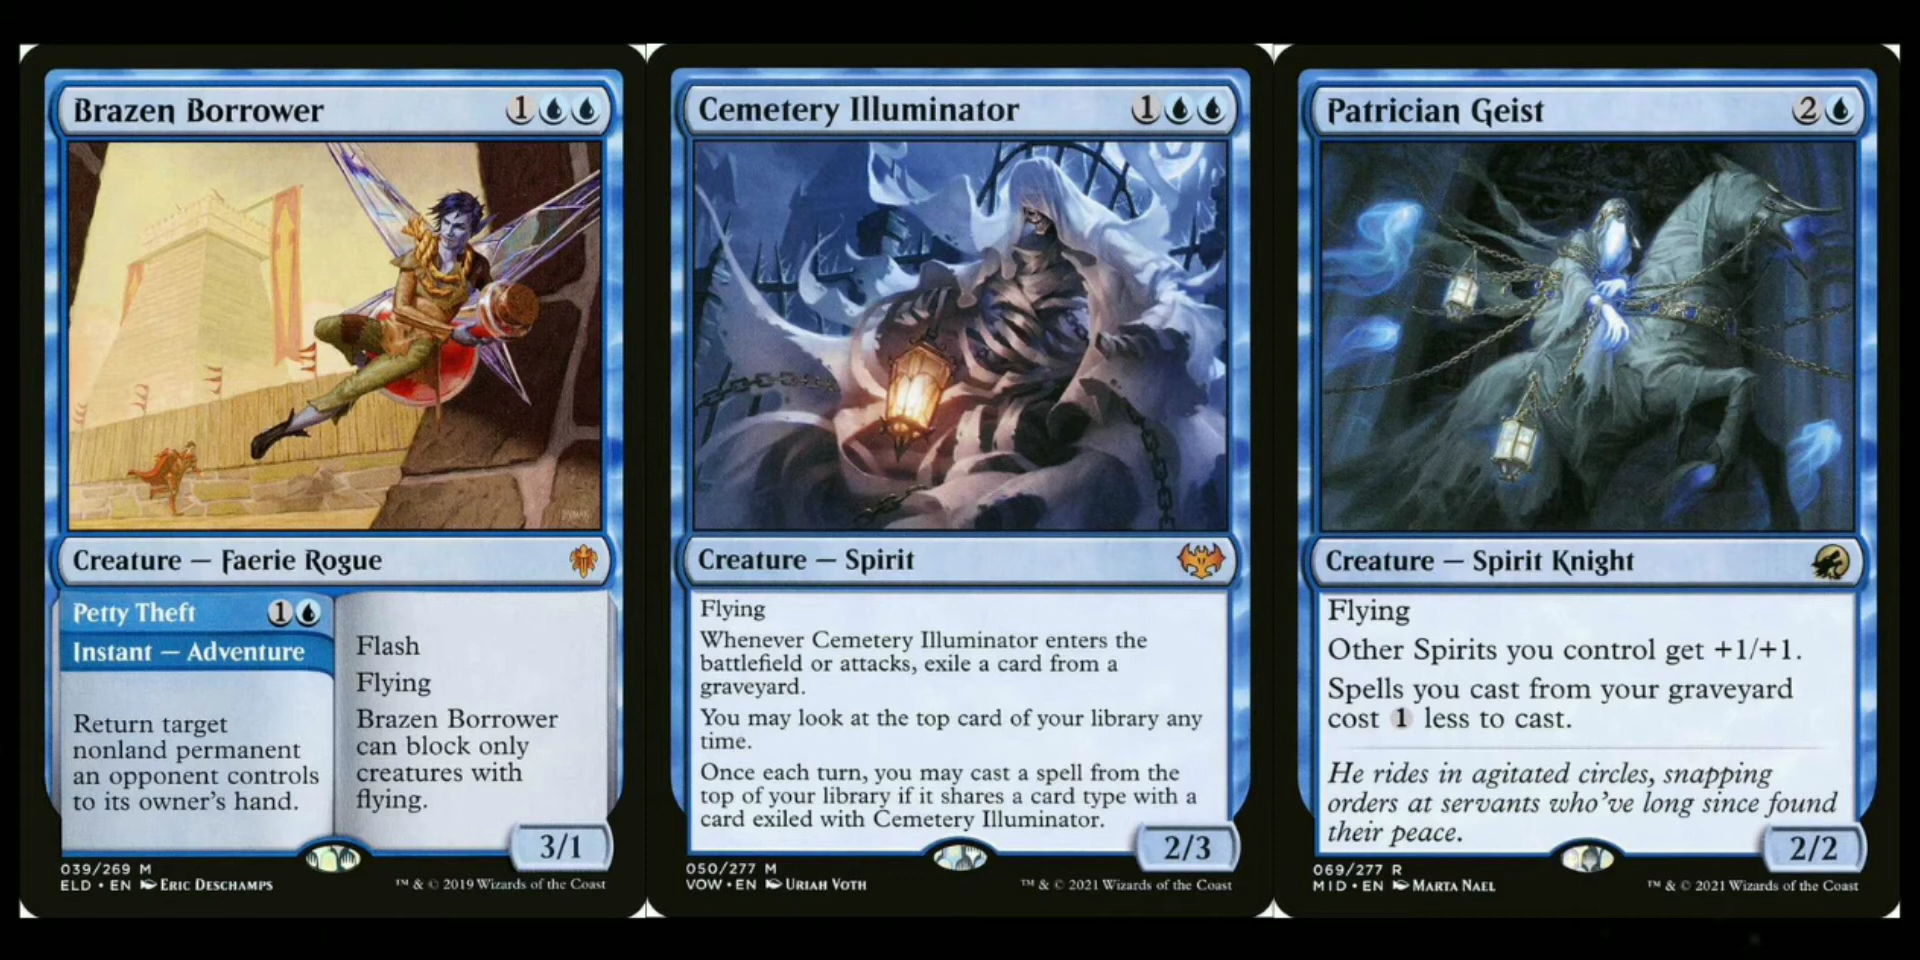 Brazen Borrower 1
Creature — Faerie Rogue
Petty Theft 1
Instant — Adventure
Return target
nonland permanent
an opponent controls
to its owner's hand.
Flash
Flying
Brazen Borrower
can block only
creatures with
flying.
3/1
039/269 M
ELD • EN Eric Deschamps
™ & © 2019 Wizards of the Coast
Cemetery Illuminator 1
Creature — Spirit
Flying
Whenever Cemetery Illuminator enters the
battlefield or attacks, exile a card from a
graveyard.
You may look at the top card of your library any
time.
Once each turn, you may cast a spell from the
top of your library if it shares a card type with a
card exiled with Cemetery Illuminator.
2/3
050/277 M
VOW • EN Uriah Voth
™ & © 2021 Wizards of the Coast
Patrician Geist 2
Creature — Spirit Knight
Flying
Other Spirits you control get +1/+1.
Spells you cast from your graveyard
cost 1 less to cast.
He rides in agitated circles, snapping
orders at servants who've long since found
their peace.
2/2
069/277 R
MID • EN Marta Nael
™ & © 2021 Wizards of the Coast